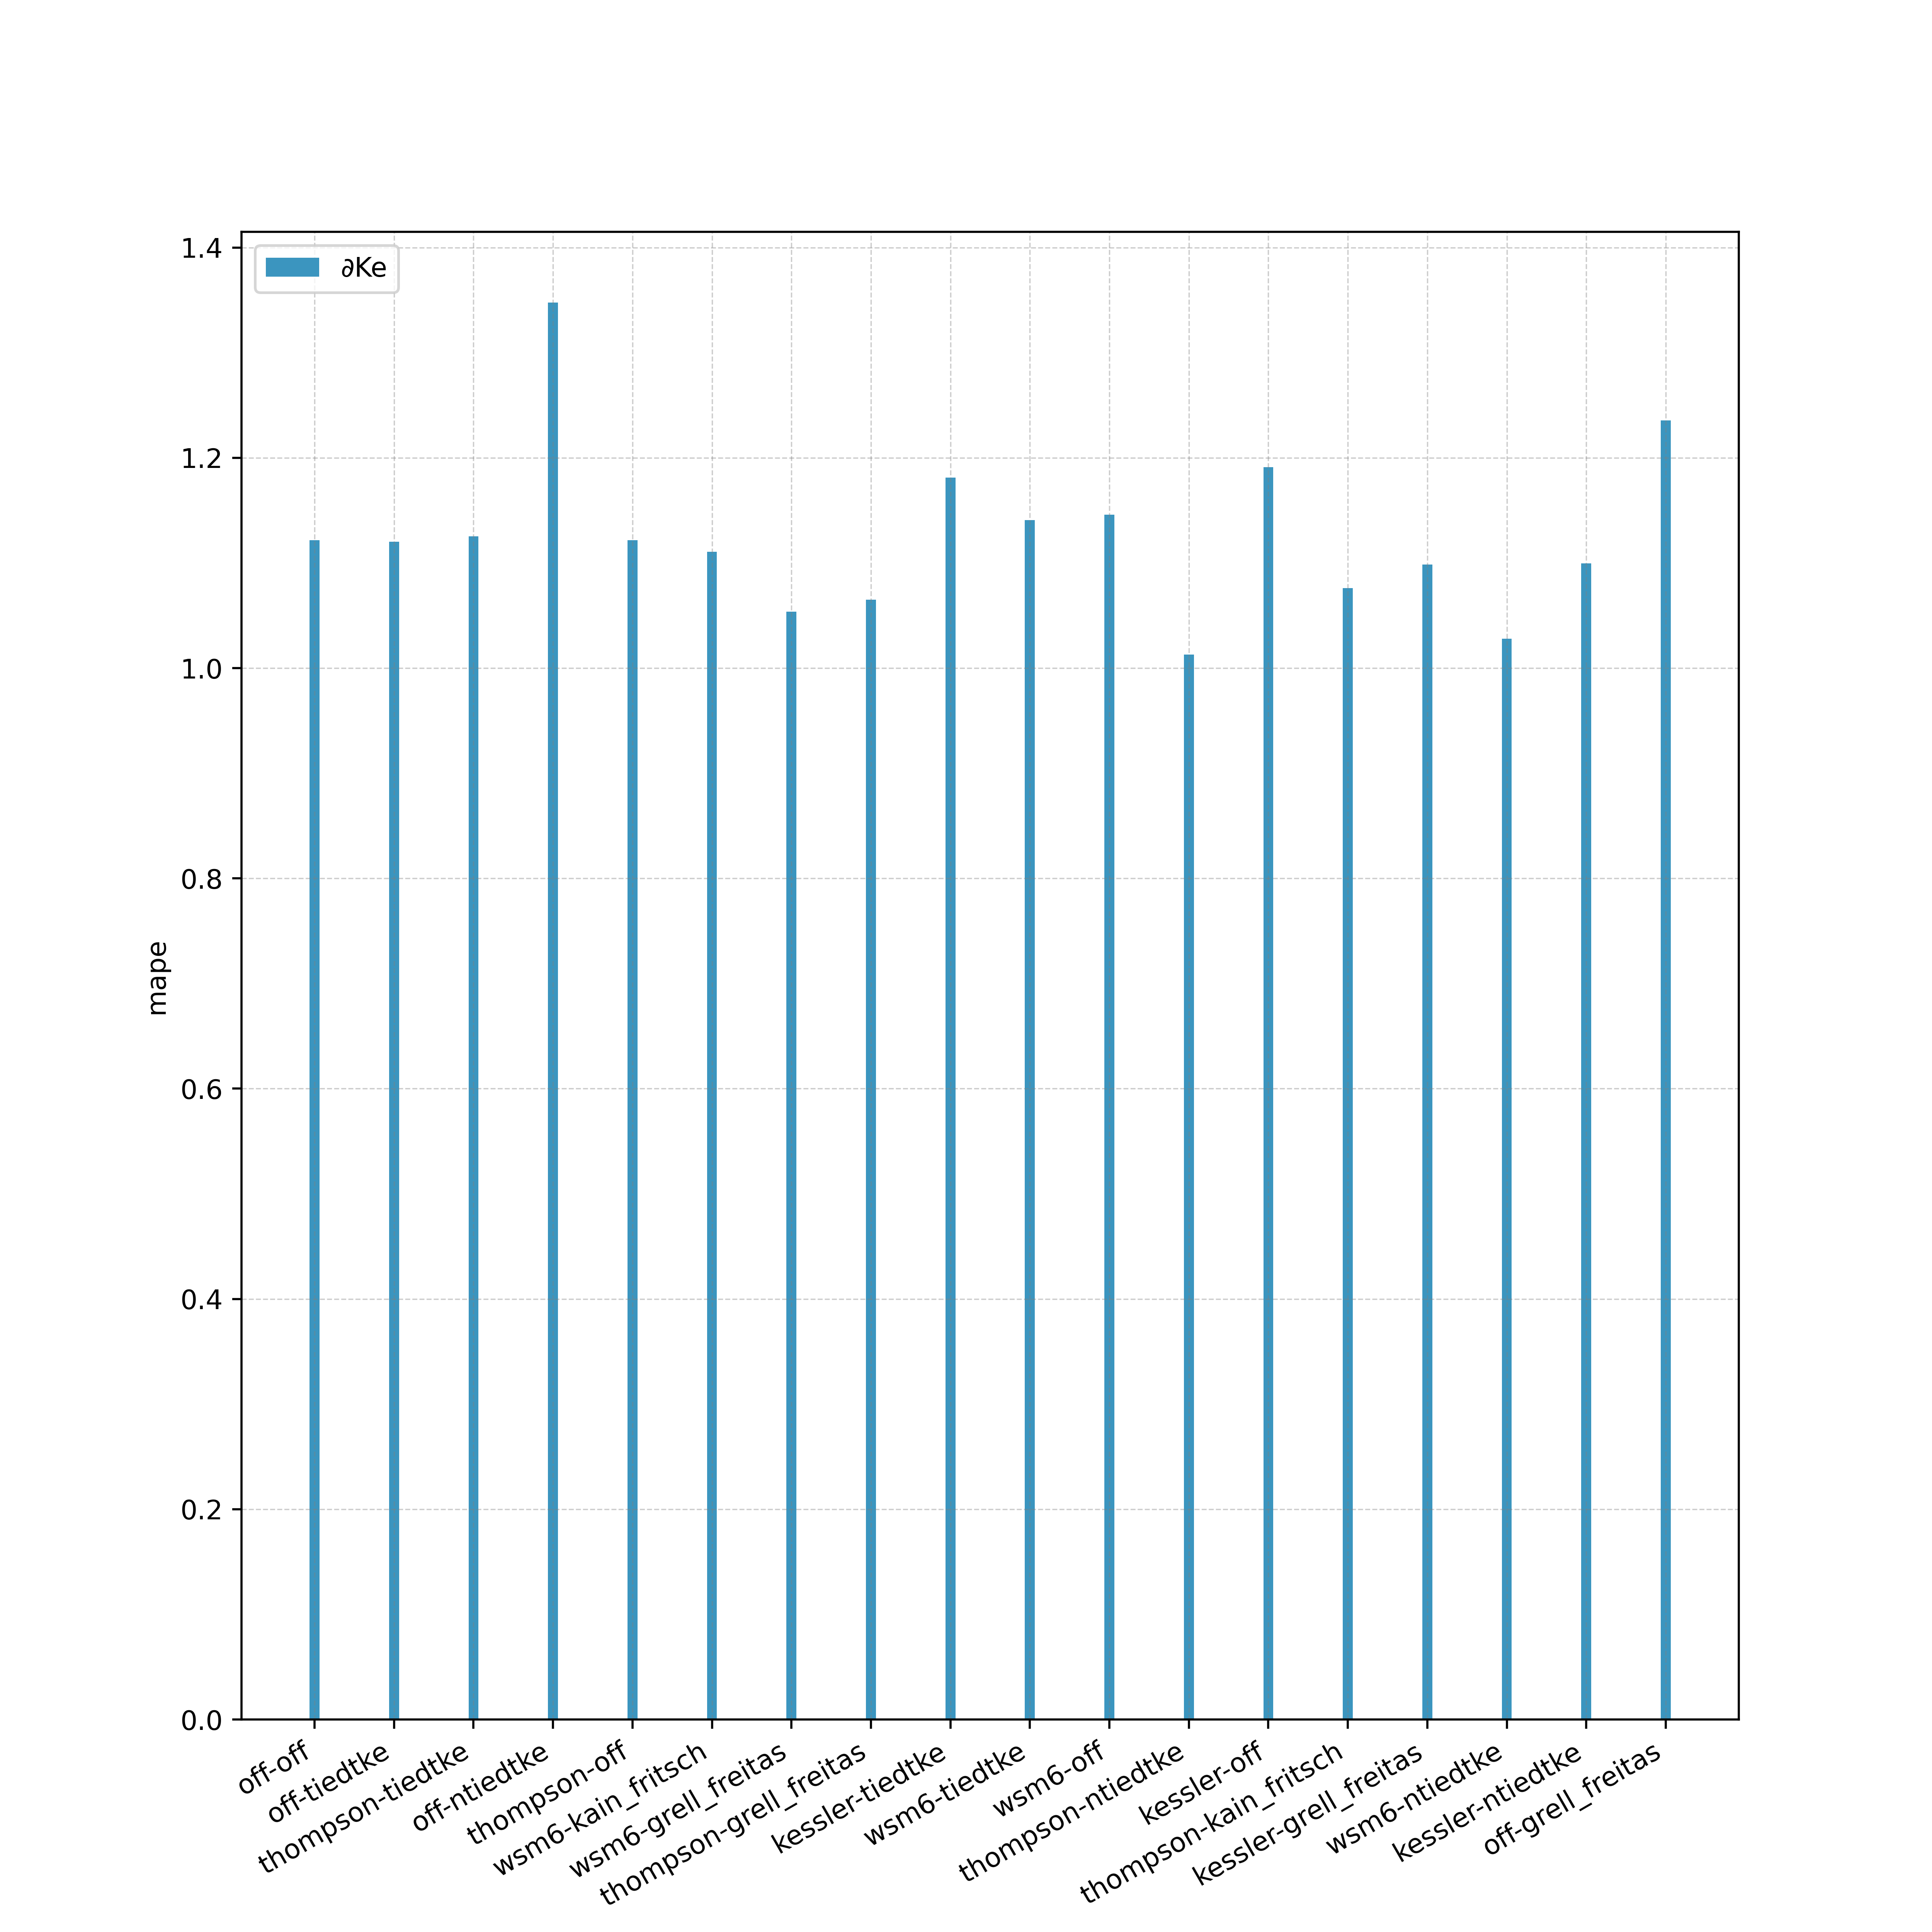 ∂Ke
1.4
1.2
1.0
0.8
0.6
0.4
0.2
0.0
mape
off-off
off-tiedtke
thompson-tiedtke
off-ntiedtke
thompson-off
wsm6-kain_fritsch
wsm6-grell_freitas
thompson-grell_freitas
kessler-tiedtke
wsm6-tiedtke
wsm6-off
thompson-ntiedtke
kessler-off
thompson-kain_fritsch
kessler-grell_freitas
wsm6-ntiedtke
kessler-ntiedtke
off-grell_freitas